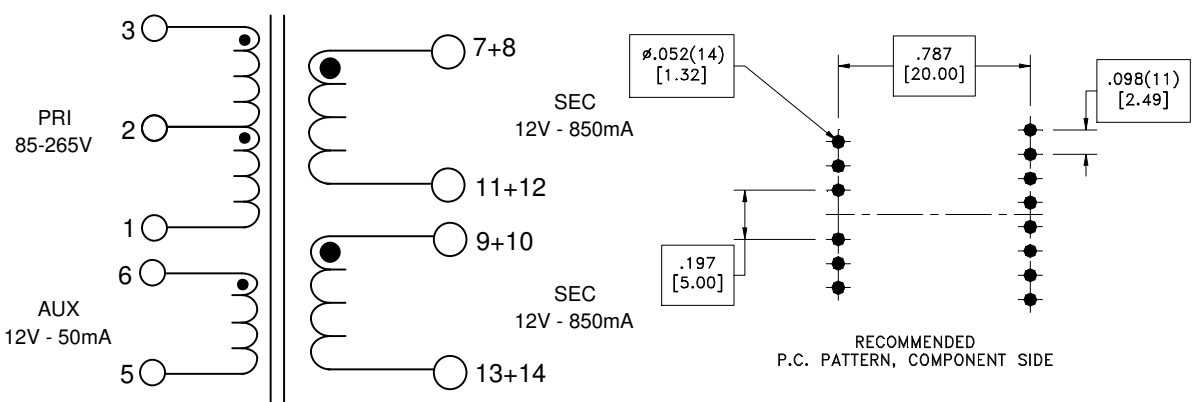 3
PRI
85-265V
2
1
6
AUX
12V - 50mA
5
7+8
SEC
12V - 850mA
11+12
9+10
SEC
12V - 850mA
13+14
ø.052(14)
[1.32]
.787
[20.00]
.098(11)
[2.49]
.197
[5.00]
RECOMMENDED
P.C. PATTERN, COMPONENT SIDE